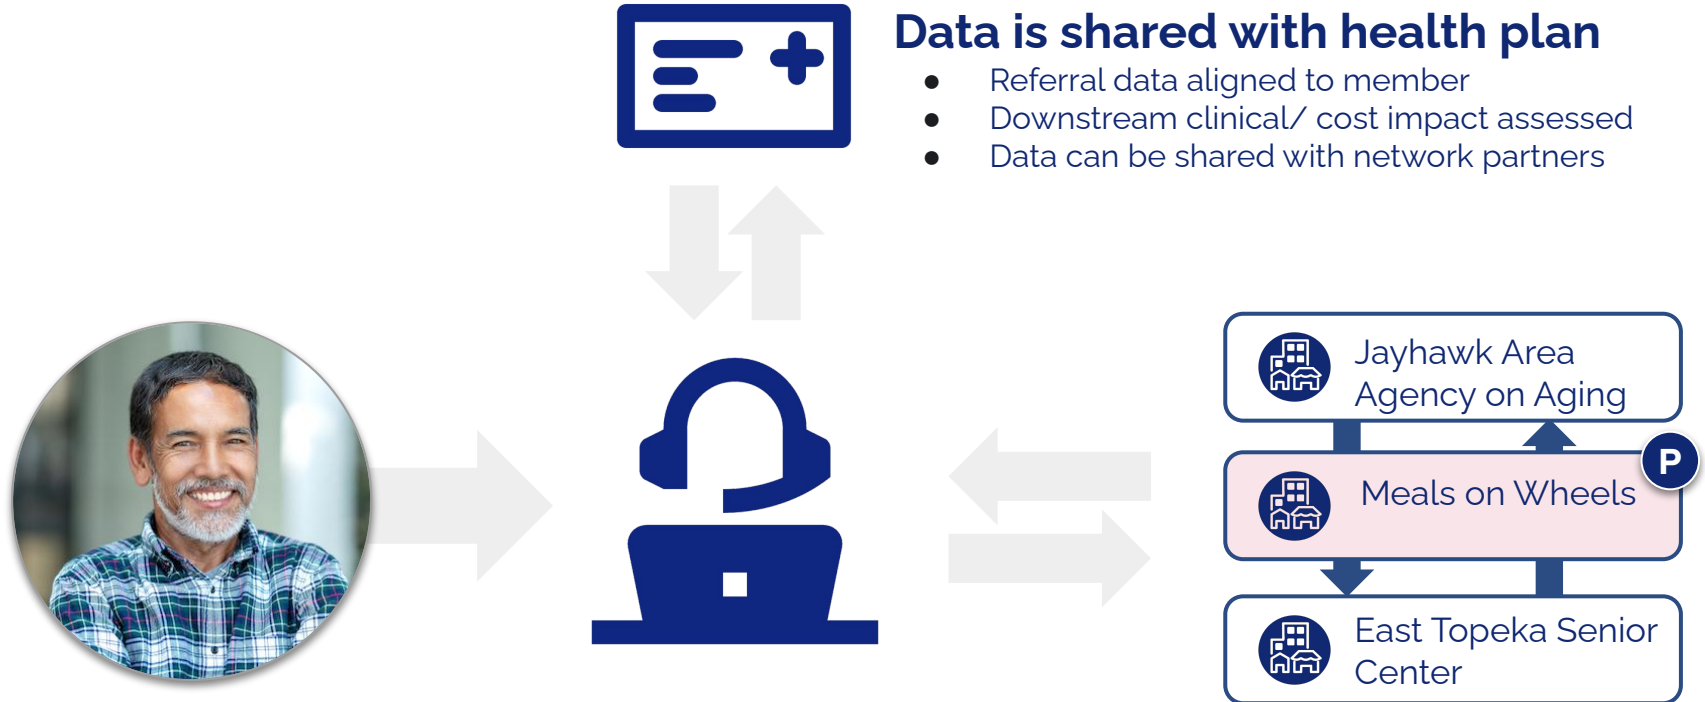 Data is shared with health plan
● Referral data aligned to member
● Downstream clinical/ cost impact assessed
● Data can be shared with network partners
Jayhawk Area
Agency on Aging
P
Meals on Wheels
East Topeka Senior
Center